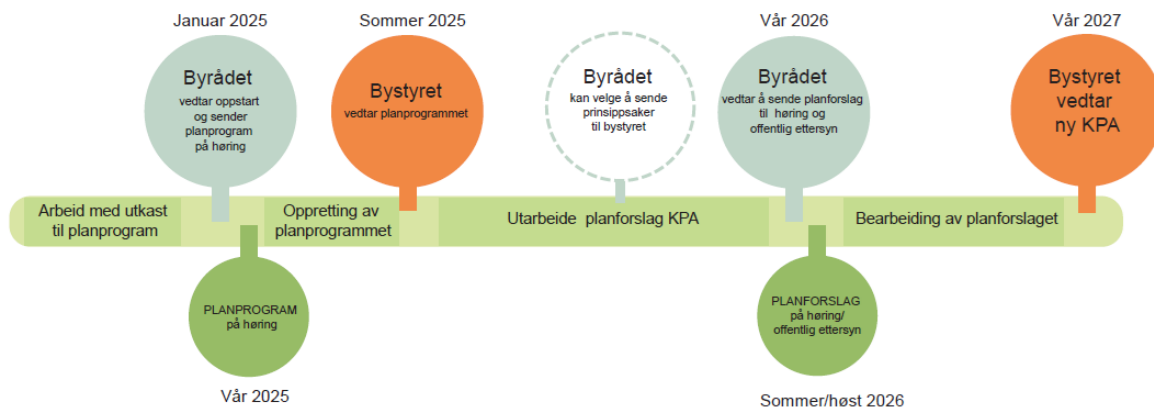 Januar 2025
Sommer 2025
Vår 2026
Vår 2027
Byrådet
vedtar oppstart
og sender
planprogram
på høring
Bystyret
vedtar planprogrammet
Byrådet
kan velge å sende
prinsippsaker
til bystyret
Byrådet
vedtar å sende planforslag
til høring og
offentlig ettersyn
Bystyret
vedtar
ny KPA
Arbeid med utkast
til planprogram
Oppretting av
planprogrammet
Utarbeide planforslag KPA
Bearbeiding av planforslaget
PLANPROGRAM
på høring
PLANFORSLAG
på høring/
offentlig ettersyn
Vår 2025
Sommer/høst 2026